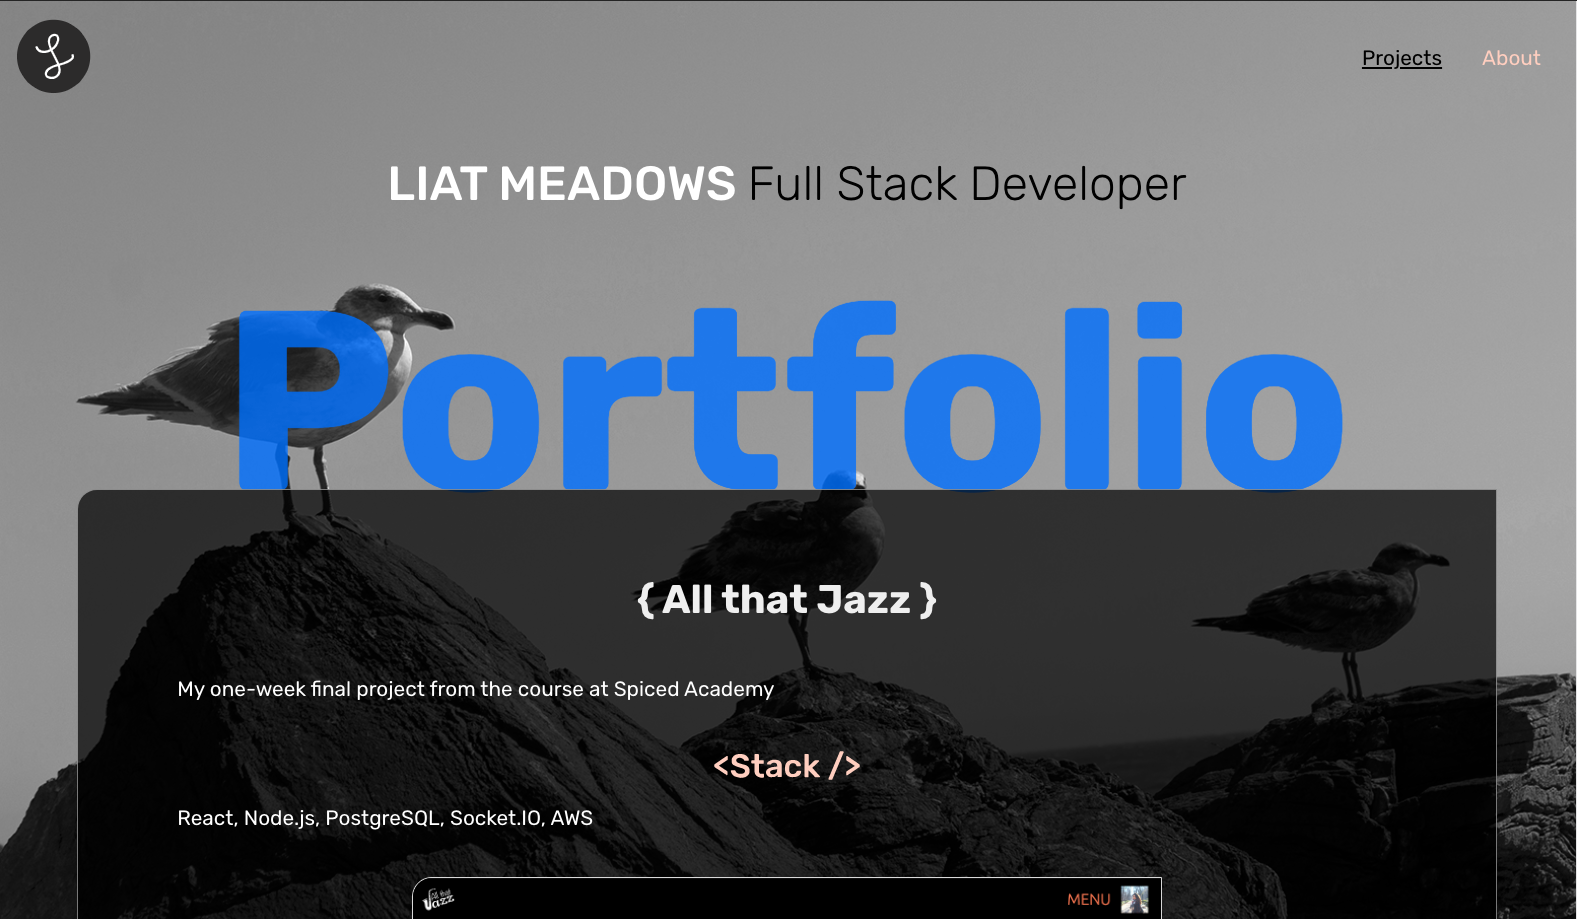 Projects About
LIAT MEADOWS Full Stack Developer
Portfolio
{ All that Jazz }
My one-week final project from the course at Spiced Academy
<Stack />
React, Node.js, PostgreSQL, Socket.IO, AWS
All that
Jazz
MENU